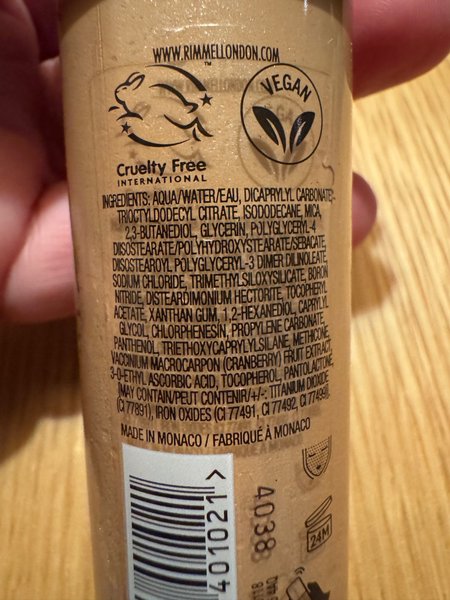 WWW.RIMMELLONDON.COM
TM
VEGAN
Cruelty Free
INTERNATIONAL
INGREDIENTS: AQUA/WATER/EAU, DICAPRYLYL CARBONATE,
TRIOCTYLDODECYL CITRATE, ISODODECANE, MICA,
2,3-BUTANEDIOL, GLYCERIN, POLYGLYCERYL-4
DIISOSTEARATE/POLYHYDROXYSTEARATE/SEBACATE,
DIISOSTEAROYL POLYGLYCERYL-3 DIMER DILINOLEATE,
SODIUM CHLORIDE, TRIMETHYLSILOXYSILICATE, BORON
NITRIDE, DISTEARDIMONIUM HECTORITE, TOCOPHERYL
ACETATE, XANTHAN GUM, 1,2-HEXANEDIOL, CAPRYLYL
GLYCOL, CHLORPHENESIN, PROPYLENE CARBONATE,
PANTHENOL, TRIETHOXYCAPRYLYLSILANE, METHICONE,
VACCINIUM MACROCARPON (CRANBERRY) FRUIT EXTRACT,
3-O-ETHYL ASCORBIC ACID, TOCOPHEROL, PANTOLACTONE,
[MAY CONTAIN/PEUT CONTENIR/+/-: TITANIUM DIOXIDE
(CI 77891), IRON OXIDES (CI 77491, CI 77492, CI 77499)].
MADE IN MONACO / FABRIQUÉ À MONACO
401021 >
4038
24M